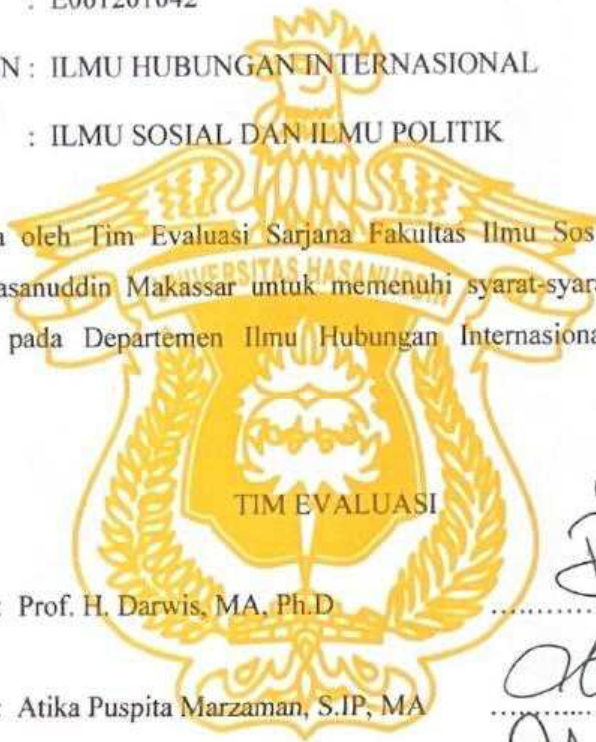 : E061201042
N : ILMU HUBUNGAN INTERNASIONAL
: ILMU SOSIAL DAN ILMU POLITIK
a oleh Tim Evaluasi Sarjana Fakultas Ilmu Sos
asanuddin Makassar untuk memenuhi syarat-syara
pada Departemen Ilmu Hubungan Internasiona
UNIVERSITAS HASANUDDIN
TIM EVALUASI
: Prof. H. Darwis, MA, Ph.D ..........
: Atika Puspita Marzaman, S.IP, MA ..........